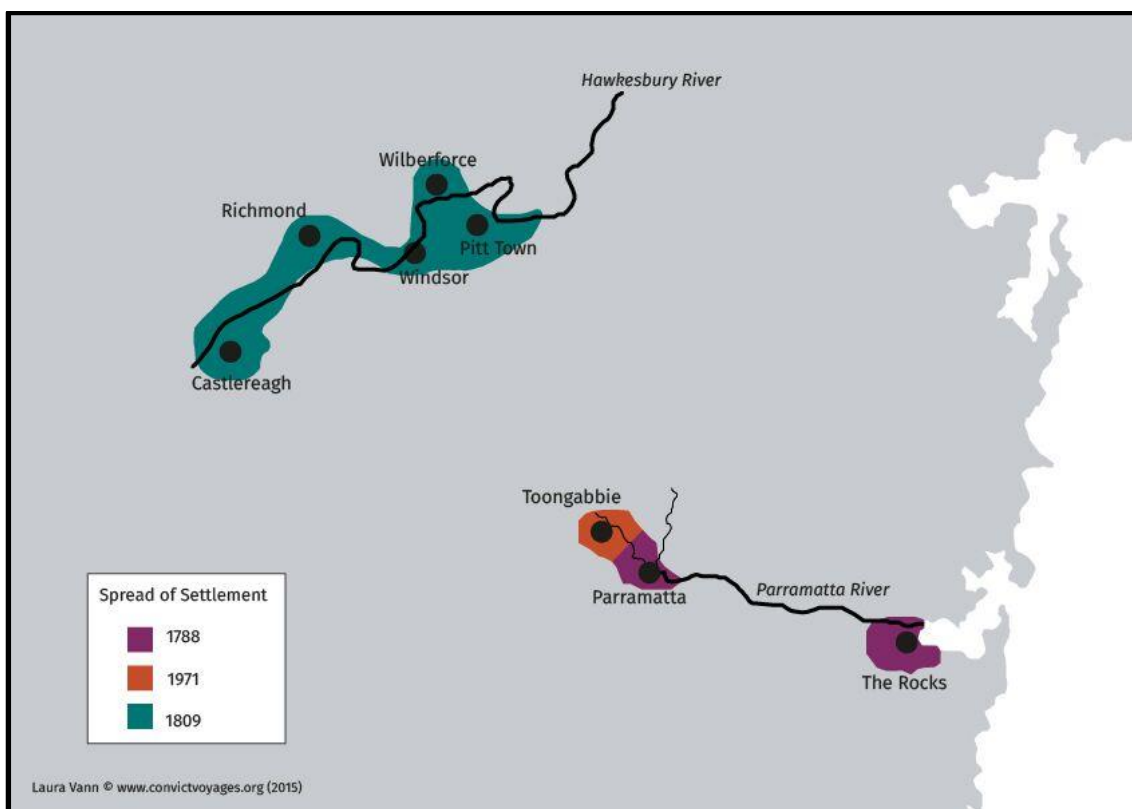 Hawkesbury River
Wilberforce
Richmond
Pitt Town
Windsor
Castlereagh
Toongabbie
Parramatta River
Parramatta
The Rocks
Spread of Settlement
1788
1971
1809
Laura Vann © www.convictvoyages.org (2015)